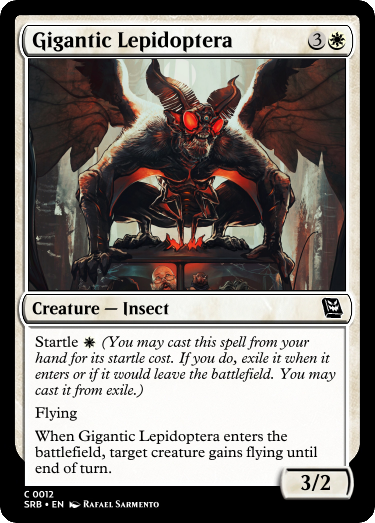 Gigantic Lepidoptera 3
Creature — Insect
Startle (You may cast this spell from your
hand for its startle cost. If you do, exile it when it
enters or if it would leave the battlefield. You may
cast it from exile.)
Flying
When Gigantic Lepidoptera enters the
battlefield, target creature gains flying until
end of turn.
3/2
C 0012
SRB • EN Rafael Sarmento